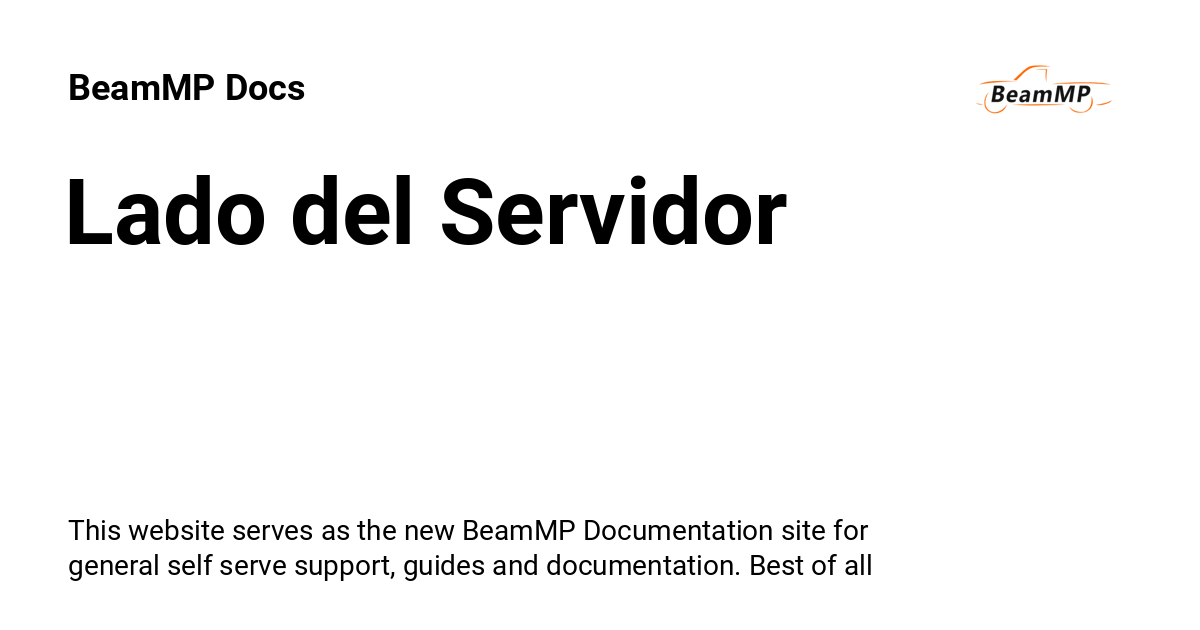 BeamMP Docs
BeamMP
Lado del Servidor
This website serves as the new BeamMP Documentation site for
general self serve support, guides and documentation. Best of all